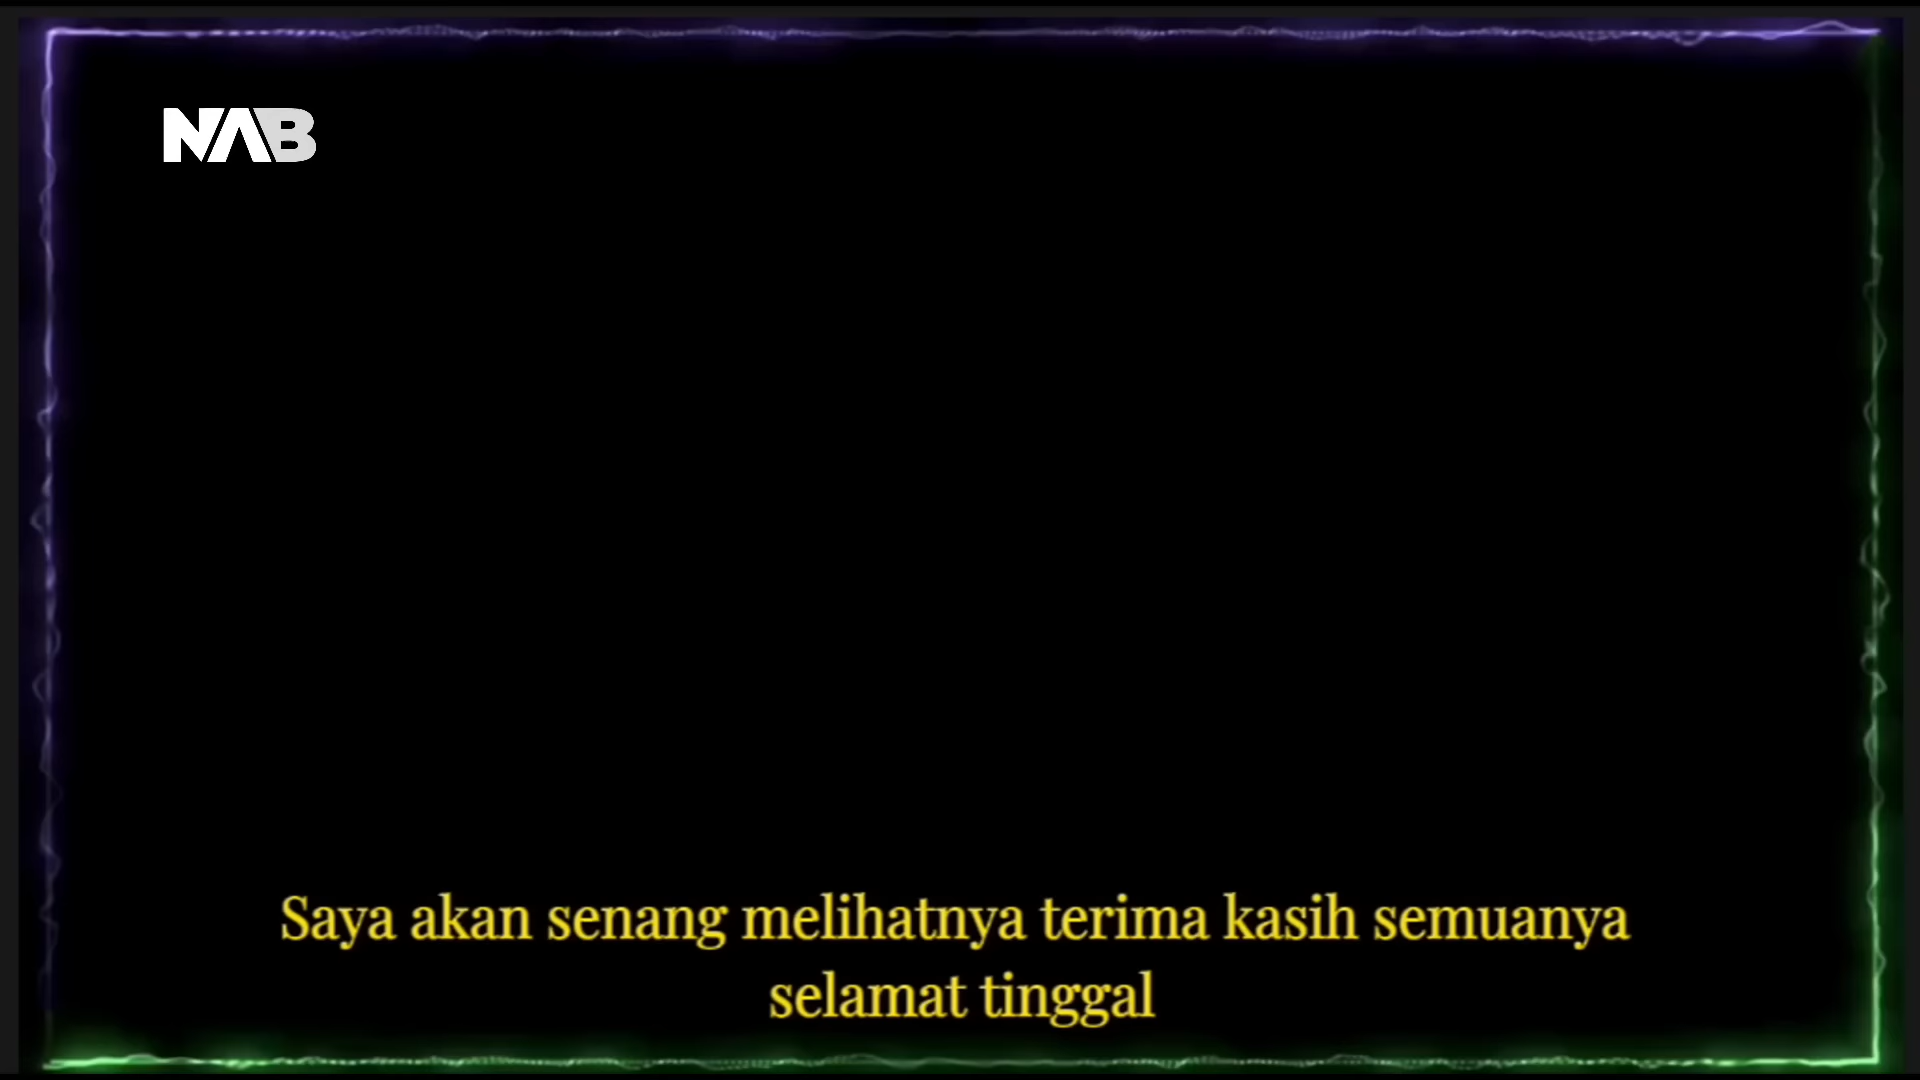 NAB
Saya akan senang melihatnya terima kasih semuanya
selamat tinggal